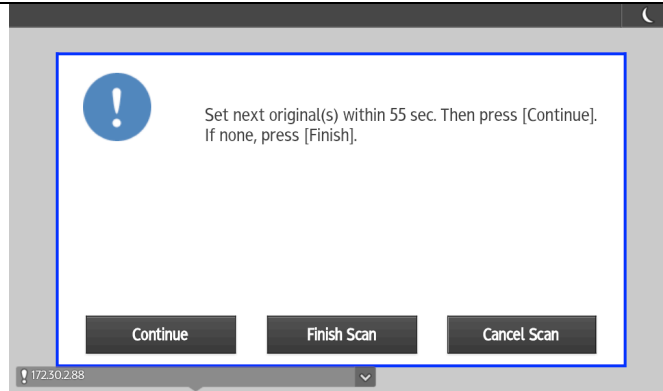 Set next original(s) within 55 sec. Then press [Continue].
If none, press [Finish].
Continue
Finish Scan
Cancel Scan
172.30.2.88